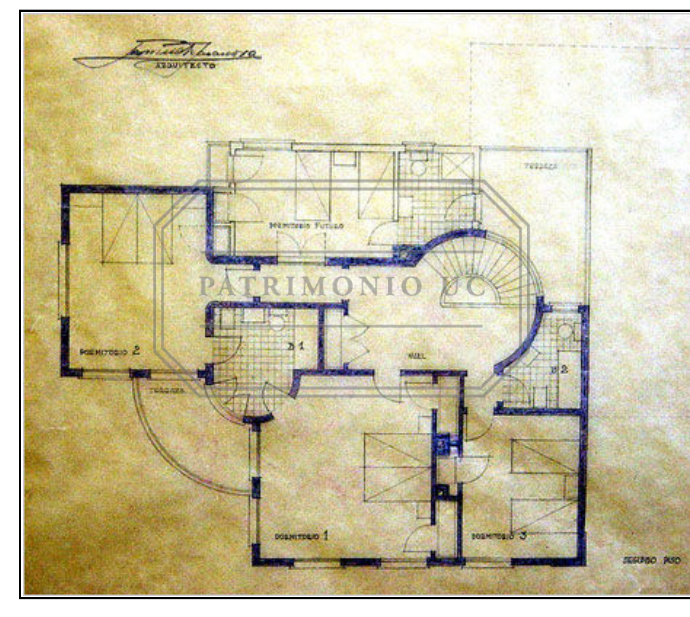 ARQUITECTO
TERRAZA
DORMITORIO FUTURO
PATRIMONIO UC
B 1
DORMITORIO 2
HALL
B 2
TERRAZA
DORMITORIO 1
DORMITORIO 3
SEGUNDO PISO